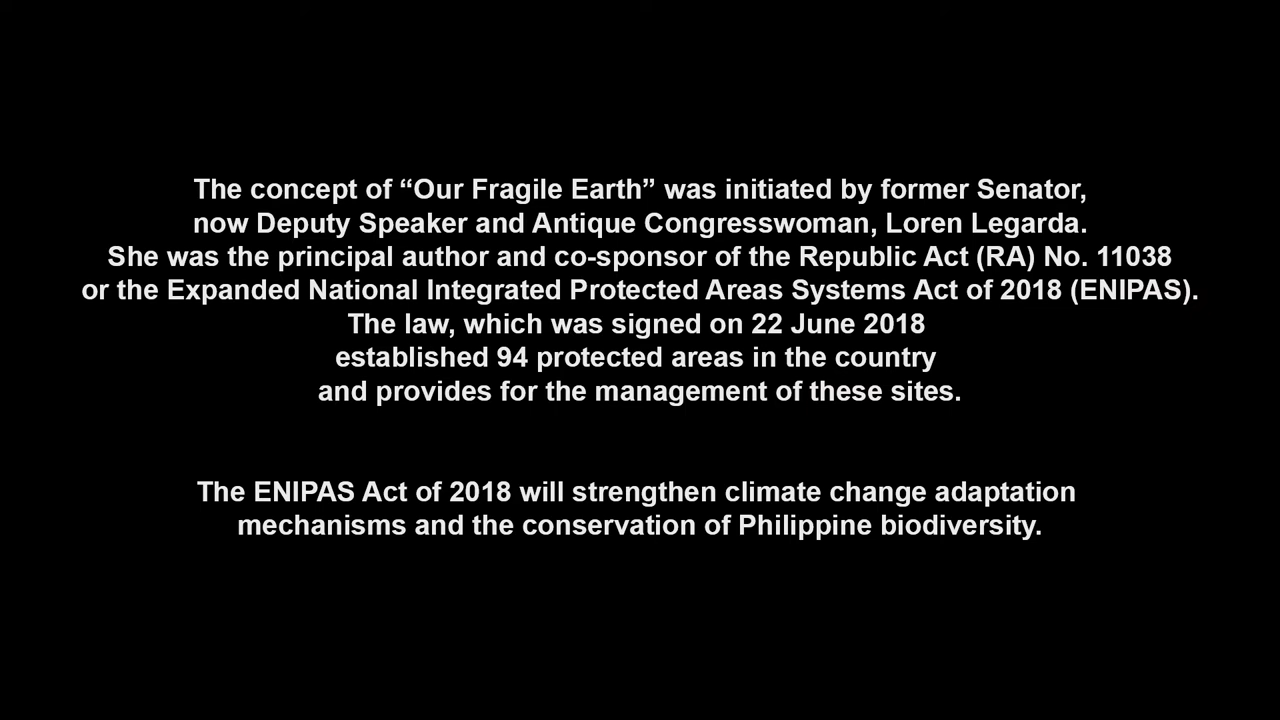 The concept of “Our Fragile Earth” was initiated by former Senator,
now Deputy Speaker and Antique Congresswoman, Loren Legarda.
She was the principal author and co-sponsor of the Republic Act (RA) No. 11038
or the Expanded National Integrated Protected Areas Systems Act of 2018 (ENIPAS).
The law, which was signed on 22 June 2018
established 94 protected areas in the country
and provides for the management of these sites.
The ENIPAS Act of 2018 will strengthen climate change adaptation
mechanisms and the conservation of Philippine biodiversity.